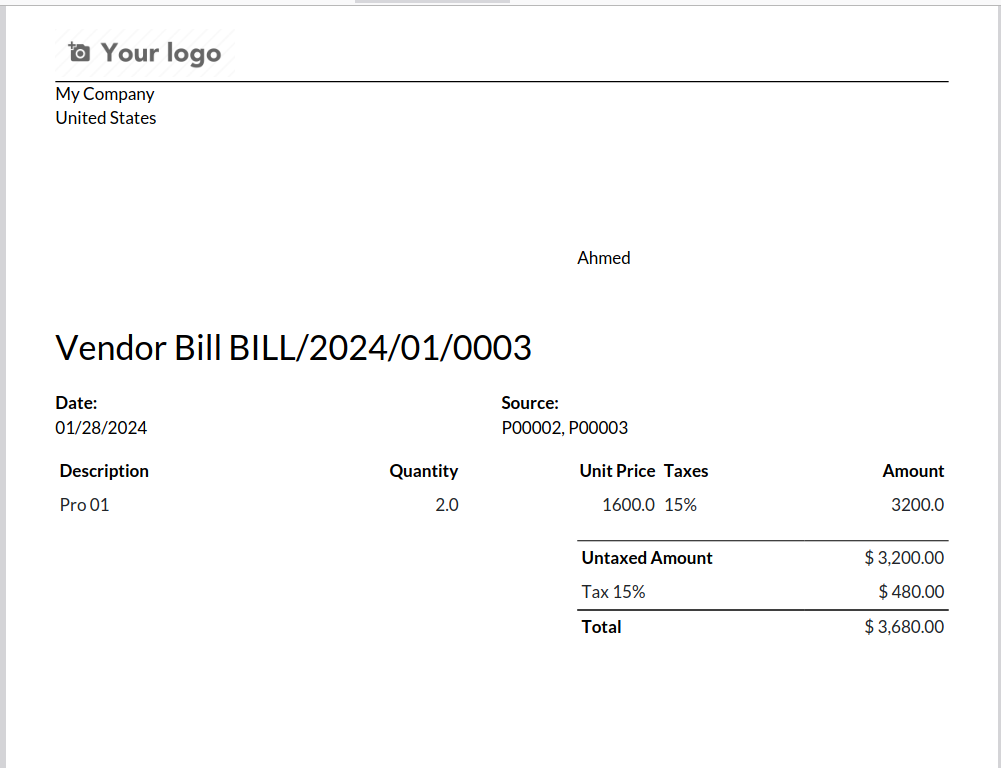 Your logo
My Company
United States
Ahmed
Vendor Bill BILL/2024/01/0003
Date: Source:
01/28/2024 P00002, P00003
Description Quantity Unit Price Taxes Amount
Pro 01 2.0 1600.0 15% 3200.0
Untaxed Amount $ 3,200.00
Tax 15% $ 480.00
Total $ 3,680.00